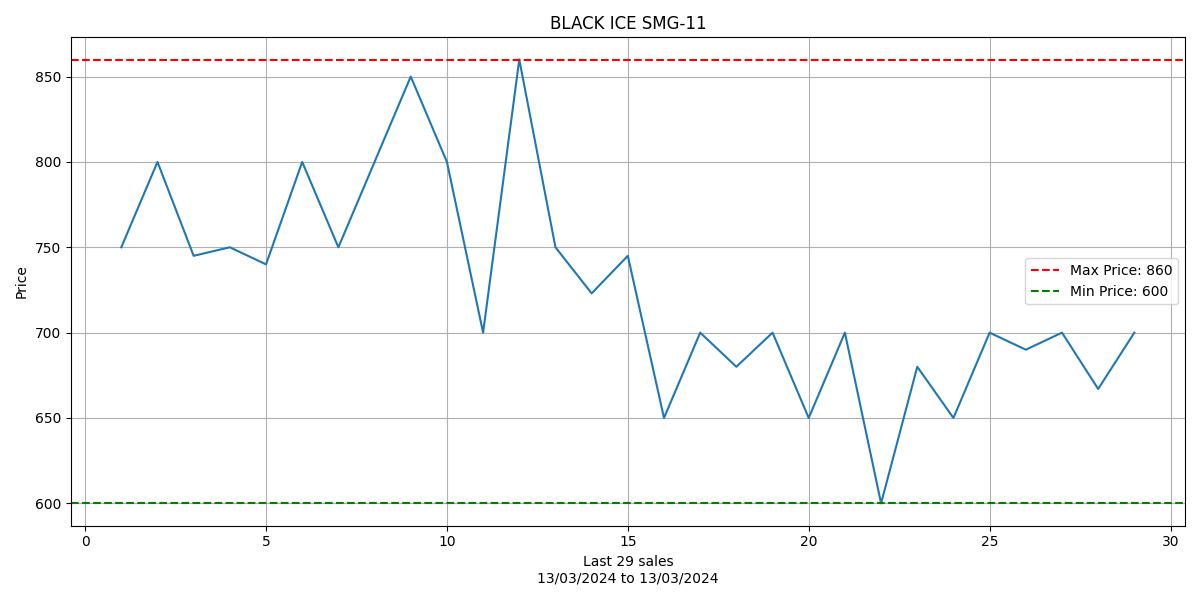 BLACK ICE SMG-11
Price
850
800
750
700
650
600
Max Price: 860
Min Price: 600
0 5 10 15 20 25 30
Last 29 sales
13/03/2024 to 13/03/2024